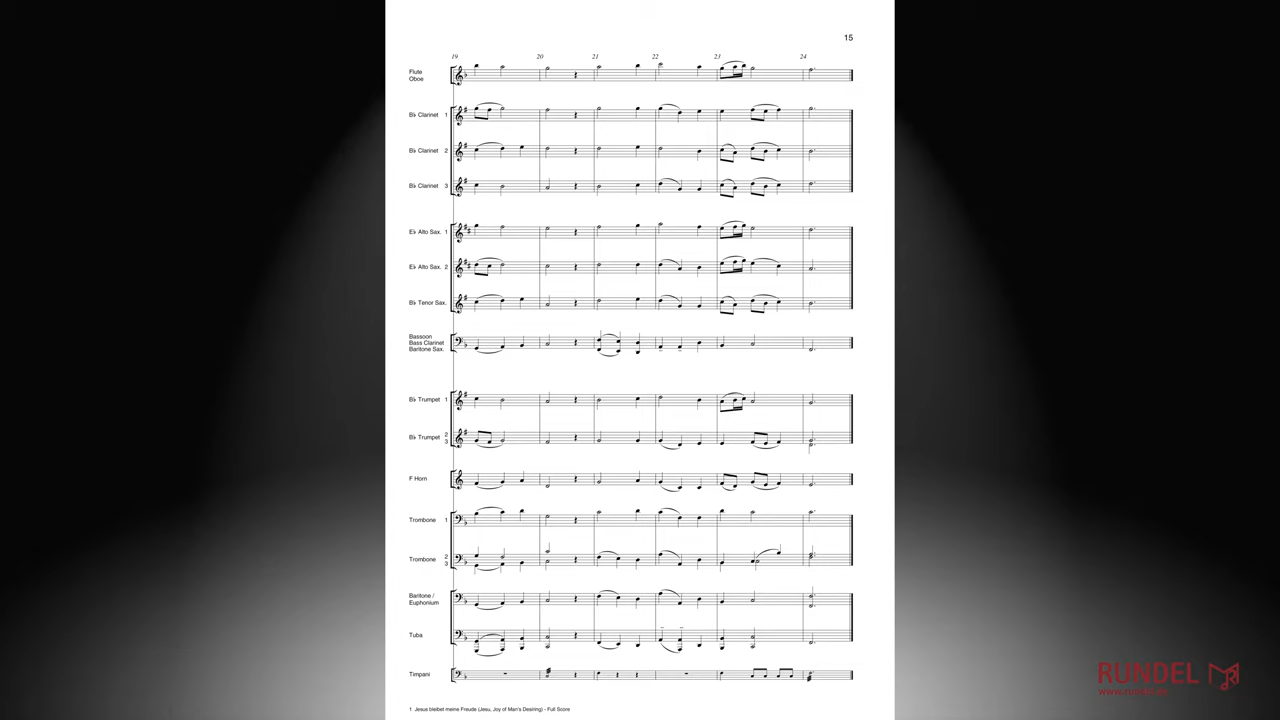 15
19 20 21 22 23 24
Flute
Oboe
B♭ Clarinet 1
B♭ Clarinet 2
B♭ Clarinet 3
E♭ Alto Sax. 1
E♭ Alto Sax. 2
B♭ Tenor Sax.
Bassoon
Bass Clarinet
Baritone Sax.
B♭ Trumpet 1
B♭ Trumpet 2
3
F Horn
Trombone 1
Trombone 2
3
Baritone /
Euphonium
Tuba
Timpani
1 Jesus bleibet meine Freude (Jesu, Joy of Man's Desiring) - Full Score
RUNDEL